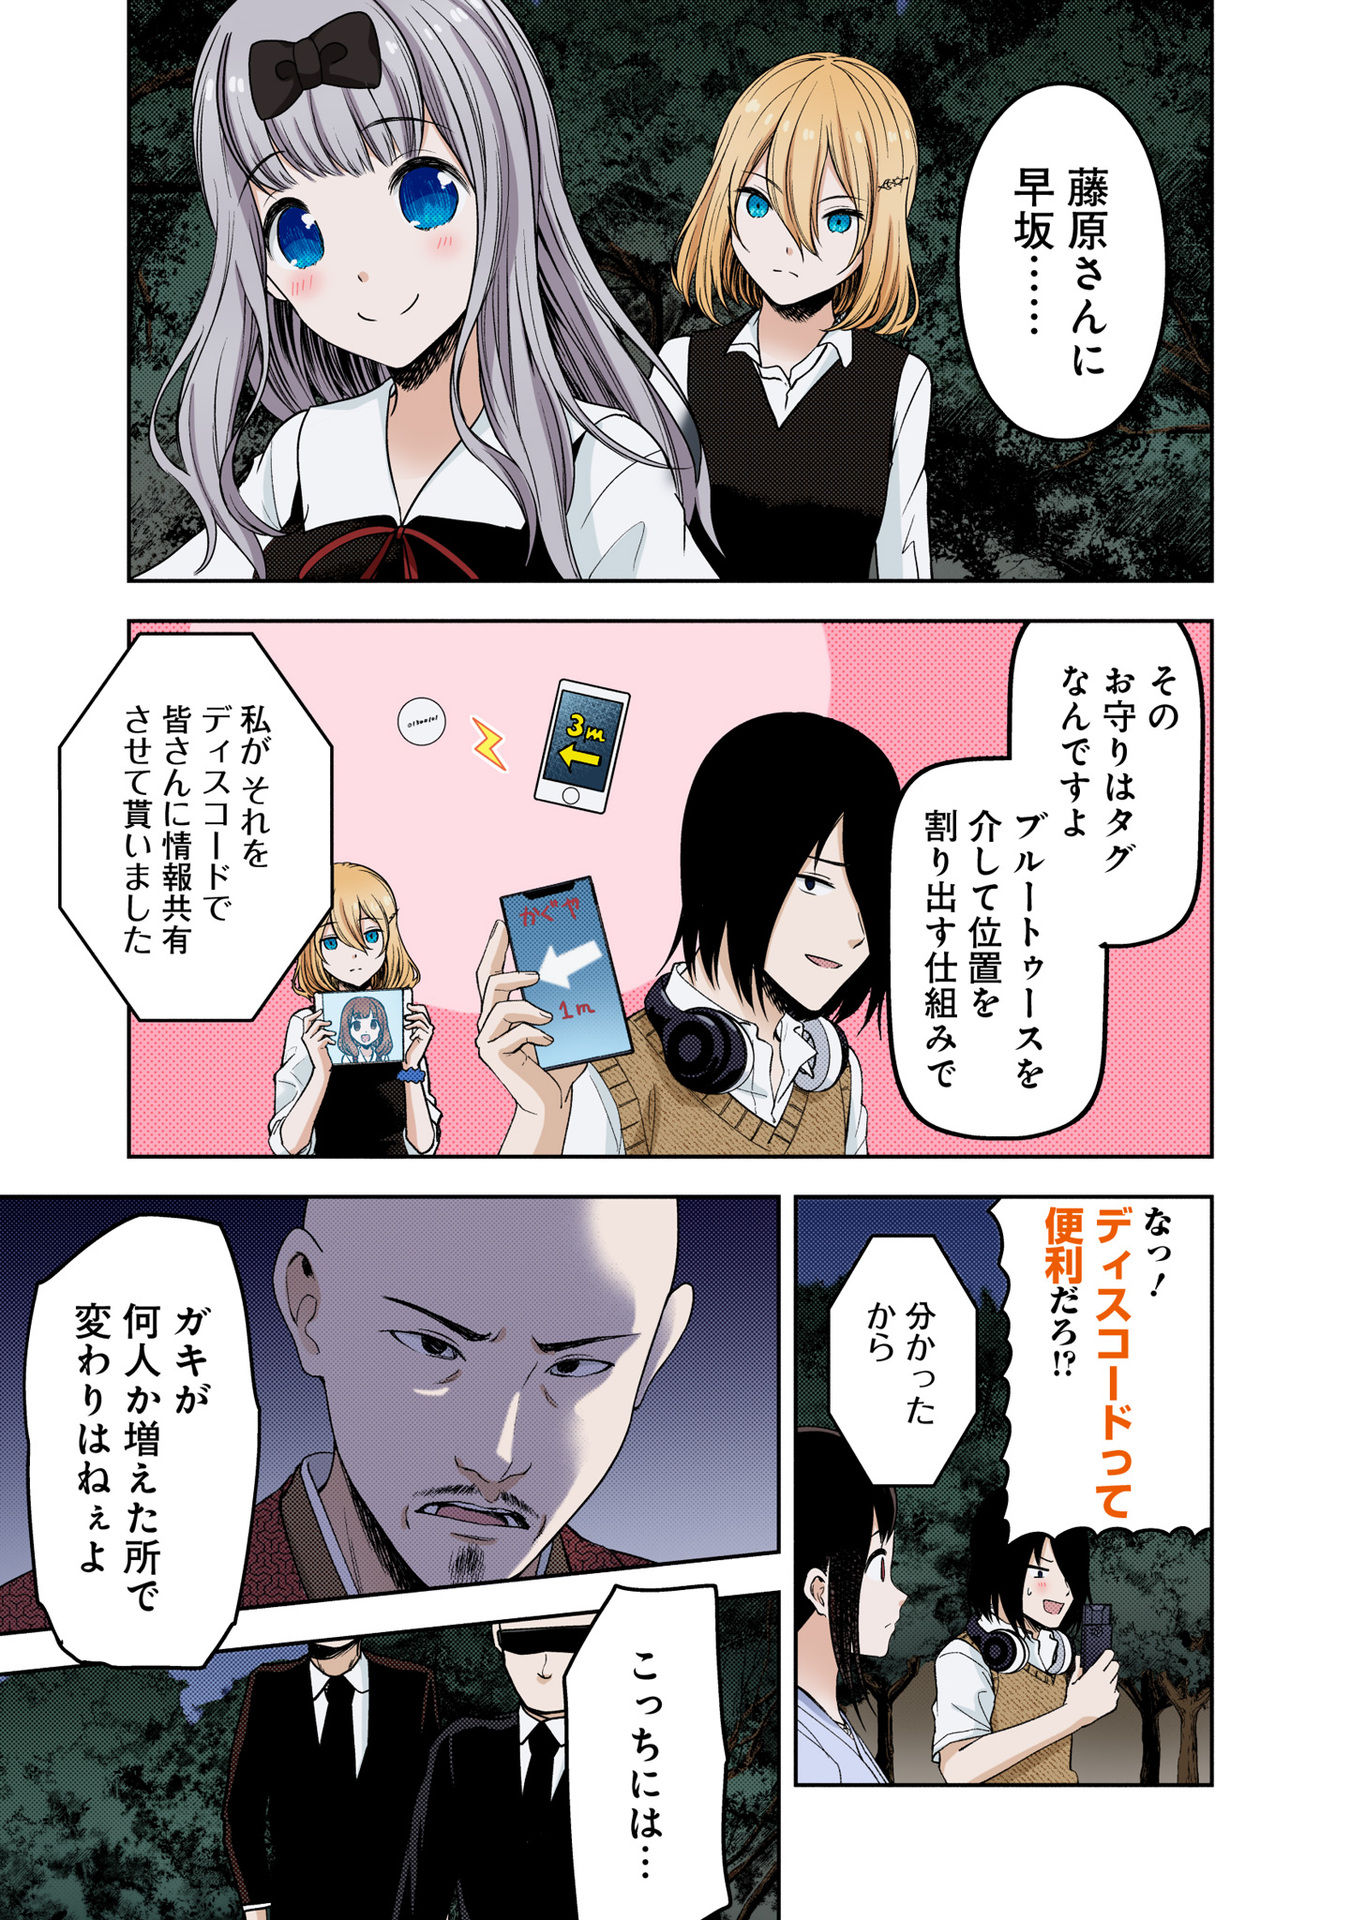 藤原さんに
早坂……
その
お守りはタグ
なんですよ
ブルートゥースを
介して位置を
割り出す仕組みで
3m
かぐや
1m
私がそれを
ディスコードで
皆さんに情報共有
させて貰いました
なっ！
ディスコードって
便利だろ!?
分かった
から
ガキが
何人か増えた所で
変わりはねぇよ
こっちには…